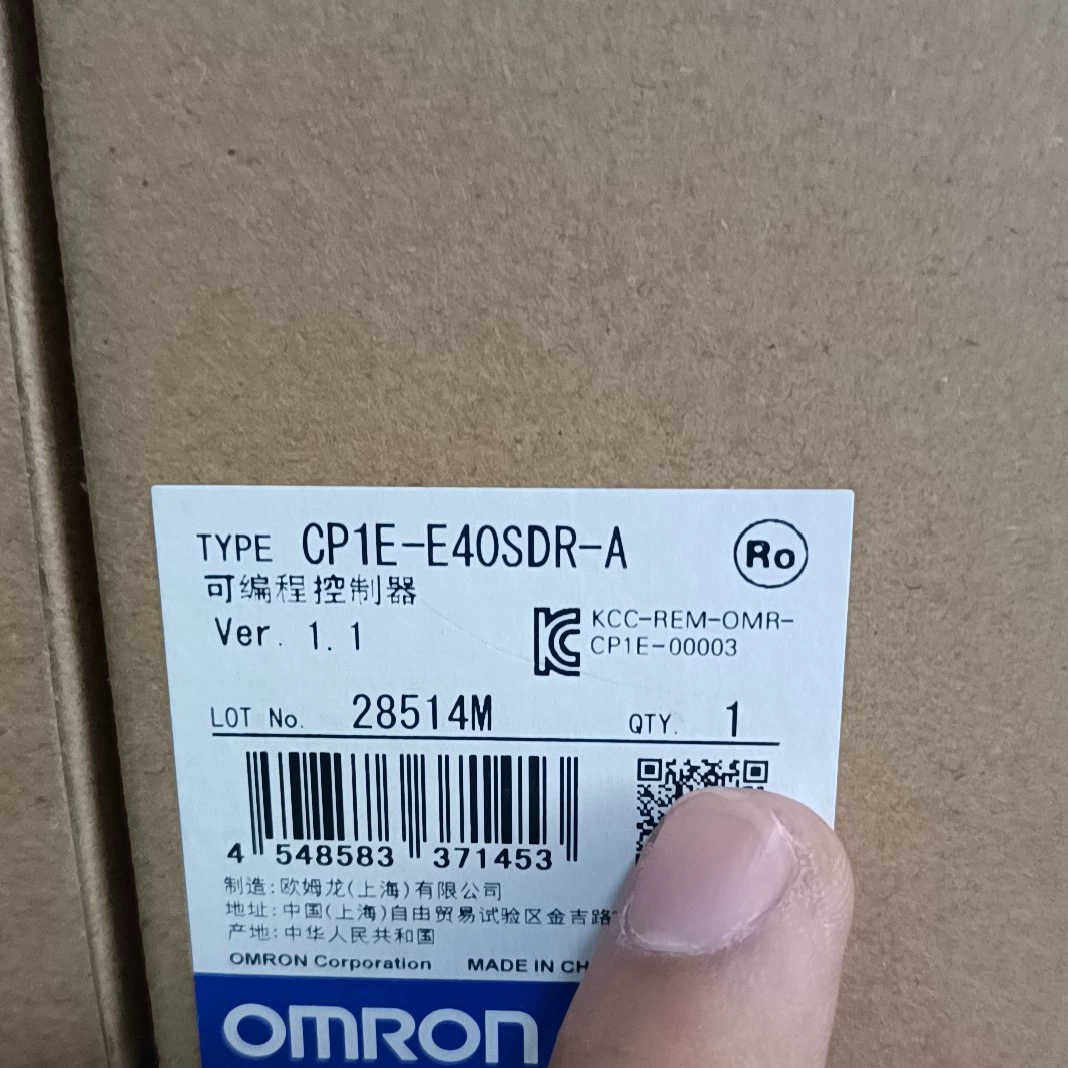 TYPE CP1E-E40SDR-A
Ro
可编程控制器
Ver. 1.1
KCC-REM-OMR-
CP1E-00003
LOT No. 28514M
QTY. 1
4 548583 371453
制造:欧姆龙(上海)有限公司
地址:中国(上海)自由贸易试验区金吉路
产地:中华人民共和国
OMRON Corporation MADE IN CH
OMRON